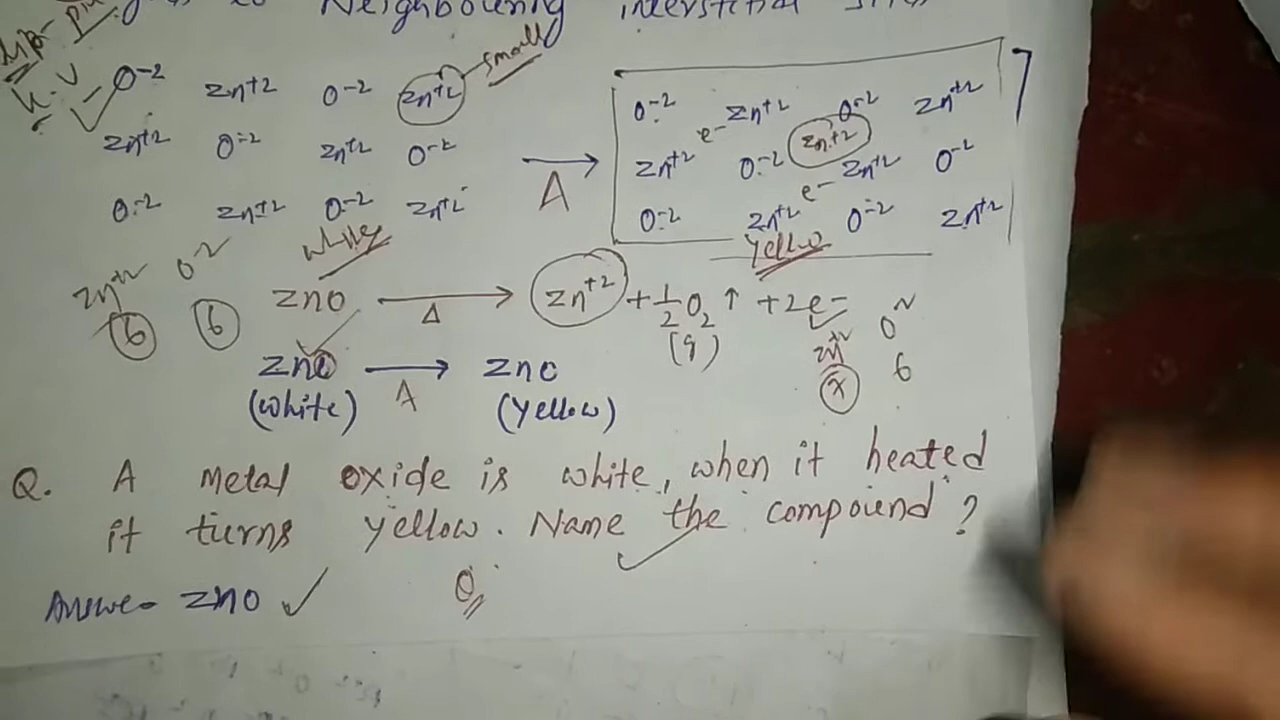 to Neighbouring interstitial sites
small
O-2 Zn+2 O-2 Zn+2
Zn+2 O-2 Zn+2 O-2
O-2 Zn+2 O-2 Zn+2
white
Δ
O-2 Zn+2 O-2 Zn+2
e- Zn+2
Zn+2 O-2 Zn+2 O-2
e-
O-2 Zn+2 O-2 Zn+2
yellow
Zn+2 O-2
6 6
ZnO Δ Zn+2 + 1/2 O2 ↑ + 2e-
(g)
ZnO Δ ZnO
(white) (yellow)
6
Q. A Metal oxide is white, when it heated
it turns yellow. Name the compound ?
Answer- ZnO ✓